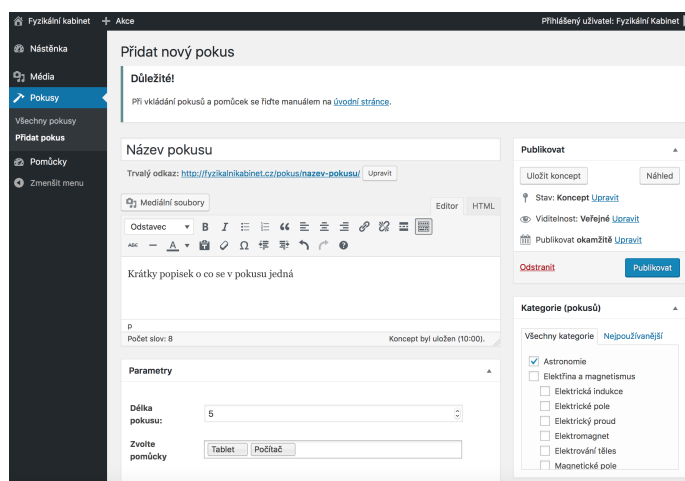 Fyzikální kabinet + Akce Přihlášený uživatel: Fyzikální Kabinet
Nástěnka
Média
Pokusy
Všechny pokusy
Přidat pokus
Pomůcky
Zmenšit menu
Přidat nový pokus
Důležité!
Při vkládání pokusů a pomůcek se řiďte manuálem na úvodní stránce.
Název pokusu
Trvalý odkaz: http://fyzikalnikabinet.cz/pokus/nazev-pokusu/ Upravit
Mediální soubory
Editor HTML
Odstavec B I
ABC A Ω
Krátky popisek o co se v pokusu jedná
p
Počet slov: 8 Koncept byl uložen (10:00).
Parametry
Délka pokusu: 5
Zvolte pomůcky Tablet Počítač
Publikovat
Uložit koncept Náhled
Stav: Koncept Upravit
Viditelnost: Veřejné Upravit
Publikovat okamžitě Upravit
Odstranit Publikovat
Kategorie (pokusů)
Všechny kategorie Nejpoužívanější
Astronomie
Elektřina a magnetismus
Elektrická indukce
Elektrické pole
Elektrický proud
Elektromagnet
Elektrování těles
Magnetické pole